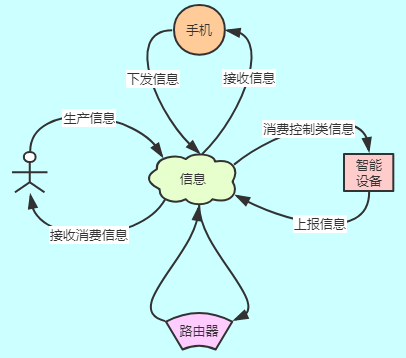 手机
下发信息
接收信息
生产信息
消费控制类信息
信息
智能
设备
接收消费信息
上报信息
路由器